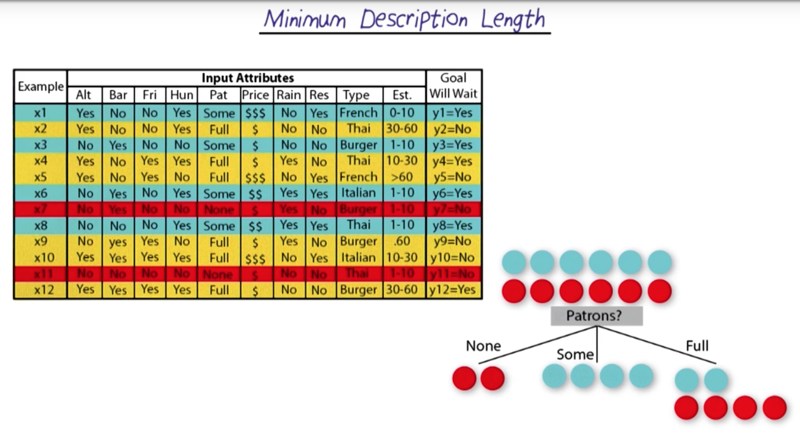 Minimum Description Length
Example Input Attributes Goal
Alt Bar Fri Hun Pat Price Rain Res Type Est. Will Wait
x1 Yes No No Yes Some $$$ No Yes French 0-10 y1=Yes
x2 Yes No No Yes Full $ No No Thai 30-60 y2=No
x3 No Yes No No Some $ No No Burger 1-10 y3=Yes
x4 Yes No Yes Yes Full $ Yes No Thai 10-30 y4=Yes
x5 Yes No Yes No Full $$$ No Yes French >60 y5=No
x6 No Yes No Yes Some $$ Yes Yes Italian 1-10 y6=Yes
x7 No Yes No No None $ Yes No Burger 1-10 y7=No
x8 No No No Yes Some $$ Yes Yes Thai 1-10 y8=Yes
x9 No yes Yes No Full $ Yes No Burger .60 y9=No
x10 Yes Yes Yes Yes Full $$$ No Yes Italian 10-30 y10=No
x11 No No No No None $ No No Thai 1-10 y11=No
x12 Yes Yes Yes Yes Full $ No No Burger 30-60 y12=Yes
Patrons?
None Some Full